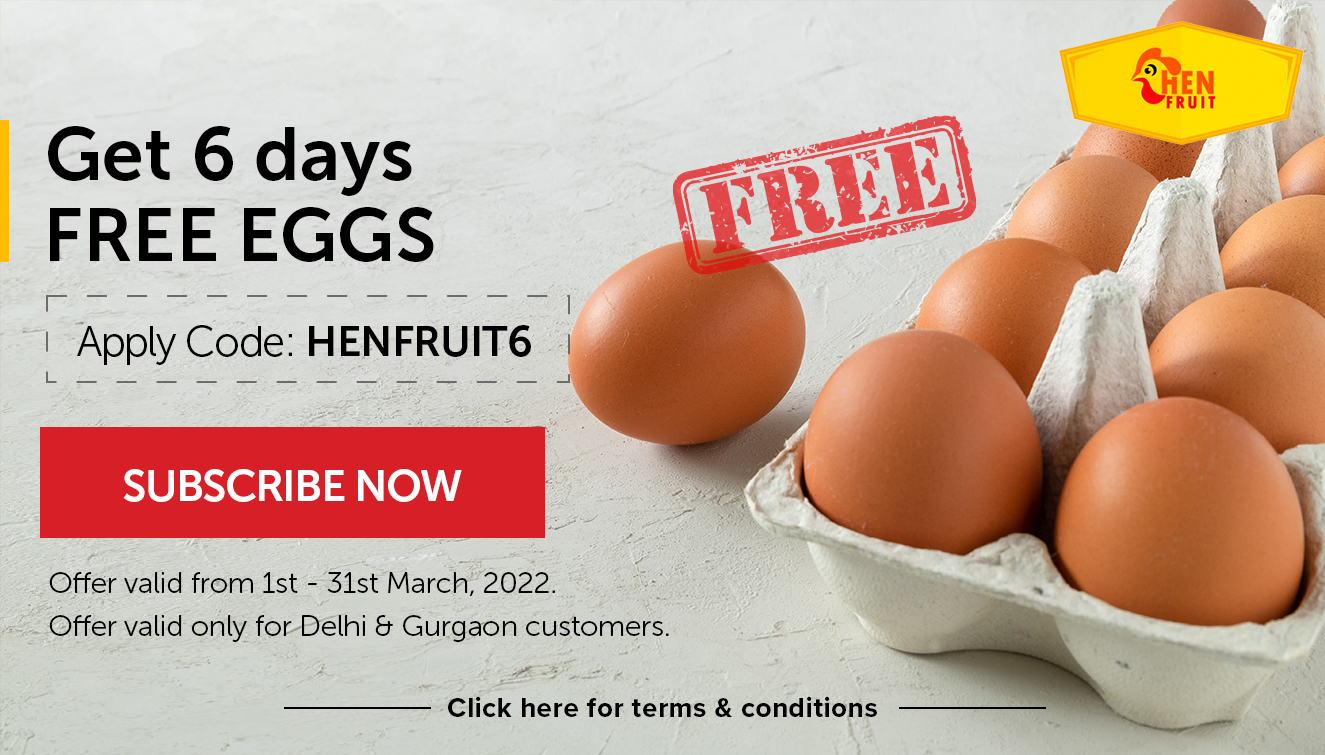 HEN
FRUIT
FREE
Get 6 days
FREE EGGS
Apply Code: HENFRUIT6
SUBSCRIBE NOW
Offer valid from 1st - 31st March, 2022.
Offer valid only for Delhi & Gurgaon customers.
Click here for terms & conditions